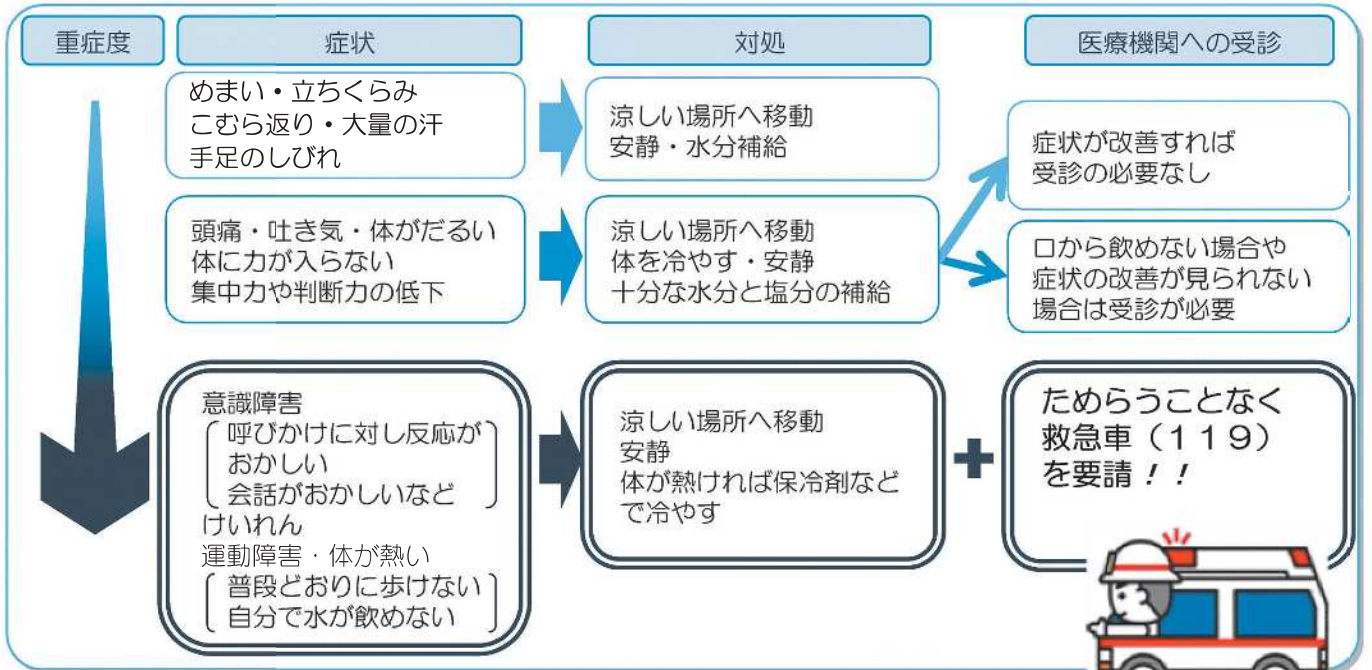 重症度
症状
対処
医療機関への受診
めまい・立ちくらみ
こむら返り・大量の汗
手足のしびれ
涼しい場所へ移動
安静・水分補給
症状が改善すれば
受診の必要なし
頭痛・吐き気・体がだるい
体に力が入らない
集中力や判断力の低下
涼しい場所へ移動
体を冷やす・安静
十分な水分と塩分の補給
口から飲めない場合や
症状の改善が見られない
場合は受診が必要
意識障害
呼びかけに対し反応が
おかしい
会話がおかしいなど
けいれん
運動障害・体が熱い
普段どおりに歩けない
自分で水が飲めない
涼しい場所へ移動
安静
体が熱ければ保冷剤など
で冷やす
ためらうことなく
救急車（１１９）
を要請！！